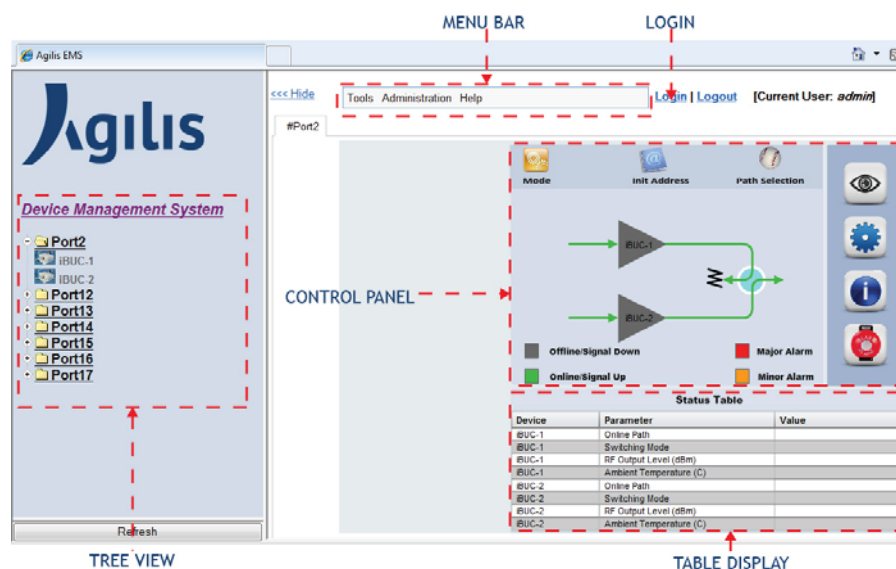 MENU BAR LOGIN
Agilis EMS
<<< Hide Tools Administration Help Login | Logout [Current User: admin]
#Port2
Agilis
Mode Init Address Path Selection
Device Management System
Port2
iBUC-1
iBUC-2
Port12
Port13
Port14
Port15
Port16
Port17
iBUC-1
CONTROL PANEL
iBUC-2
Offline/Signal Down Major Alarm
Online/Signal Up Minor Alarm
Status Table
Device Parameter Value
iBUC-1 Online Path
iBUC-1 Switching Mode
iBUC-1 RF Output Level (dBm)
iBUC-1 Ambient Temperature (C)
iBUC-2 Online Path
iBUC-2 Switching Mode
iBUC-2 RF Output Level (dBm)
iBUC-2 Ambient Temperature (C)
Refresh
TREE VIEW TABLE DISPLAY